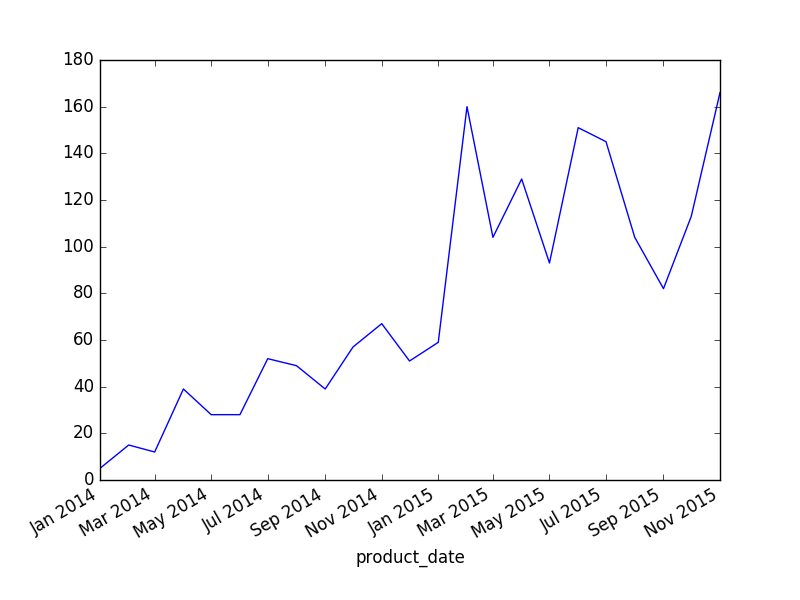 180
160
140
120
100
80
60
40
20
0
Jan 2014
Mar 2014
May 2014
Jul 2014
Sep 2014
Nov 2014
Jan 2015
Mar 2015
May 2015
Jul 2015
Sep 2015
Nov 2015
product_date